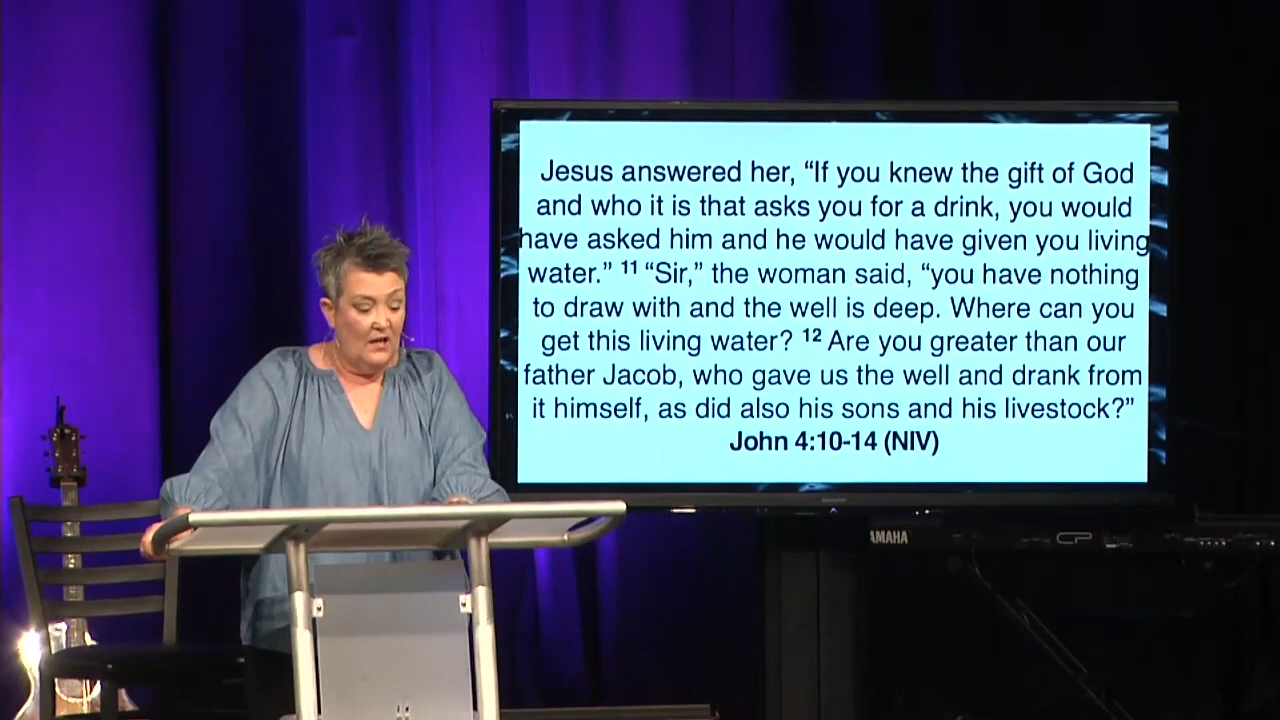 Jesus answered her, “If you knew the gift of God
and who it is that asks you for a drink, you would
have asked him and he would have given you living
water.” 11 “Sir,” the woman said, “you have nothing
to draw with and the well is deep. Where can you
get this living water? 12 Are you greater than our
father Jacob, who gave us the well and drank from
it himself, as did also his sons and his livestock?”
John 4:10-14 (NIV)
YAMAHA CP